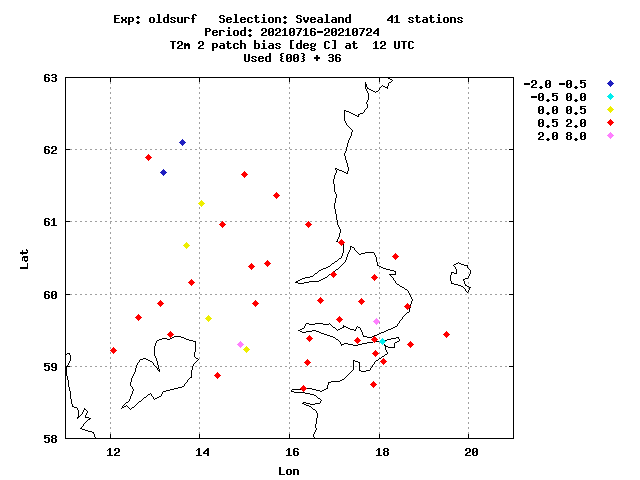 Exp: oldsurf   Selection: Svealand     41 stations
Period: 20210716-20210724
T2m 2 patch bias [deg C] at  12 UTC
Used {00} + 36
-2.0 -0.5
-0.5 0.0
0.0 0.5
0.5 2.0
2.0 8.0
63
62
61
60
59
58
Lat
12 14 16 18 20
Lon